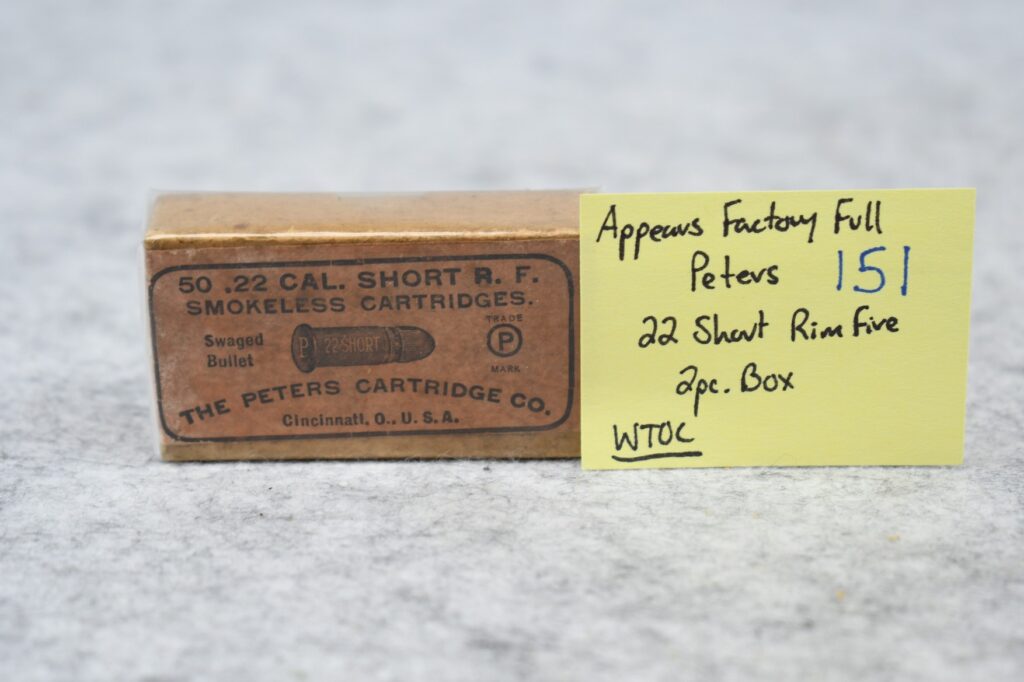 50 .22 CAL. SHORT R. F.
SMOKELESS CARTRIDGES.
Swaged
Bullet
P 22 SHORT
TRADE
P
MARK
THE PETERS CARTRIDGE CO.
Cincinnati, O., U. S. A.
Appears Factory Full
Peters 151
22 Short Rim Fire
2pc. Box
WTOC